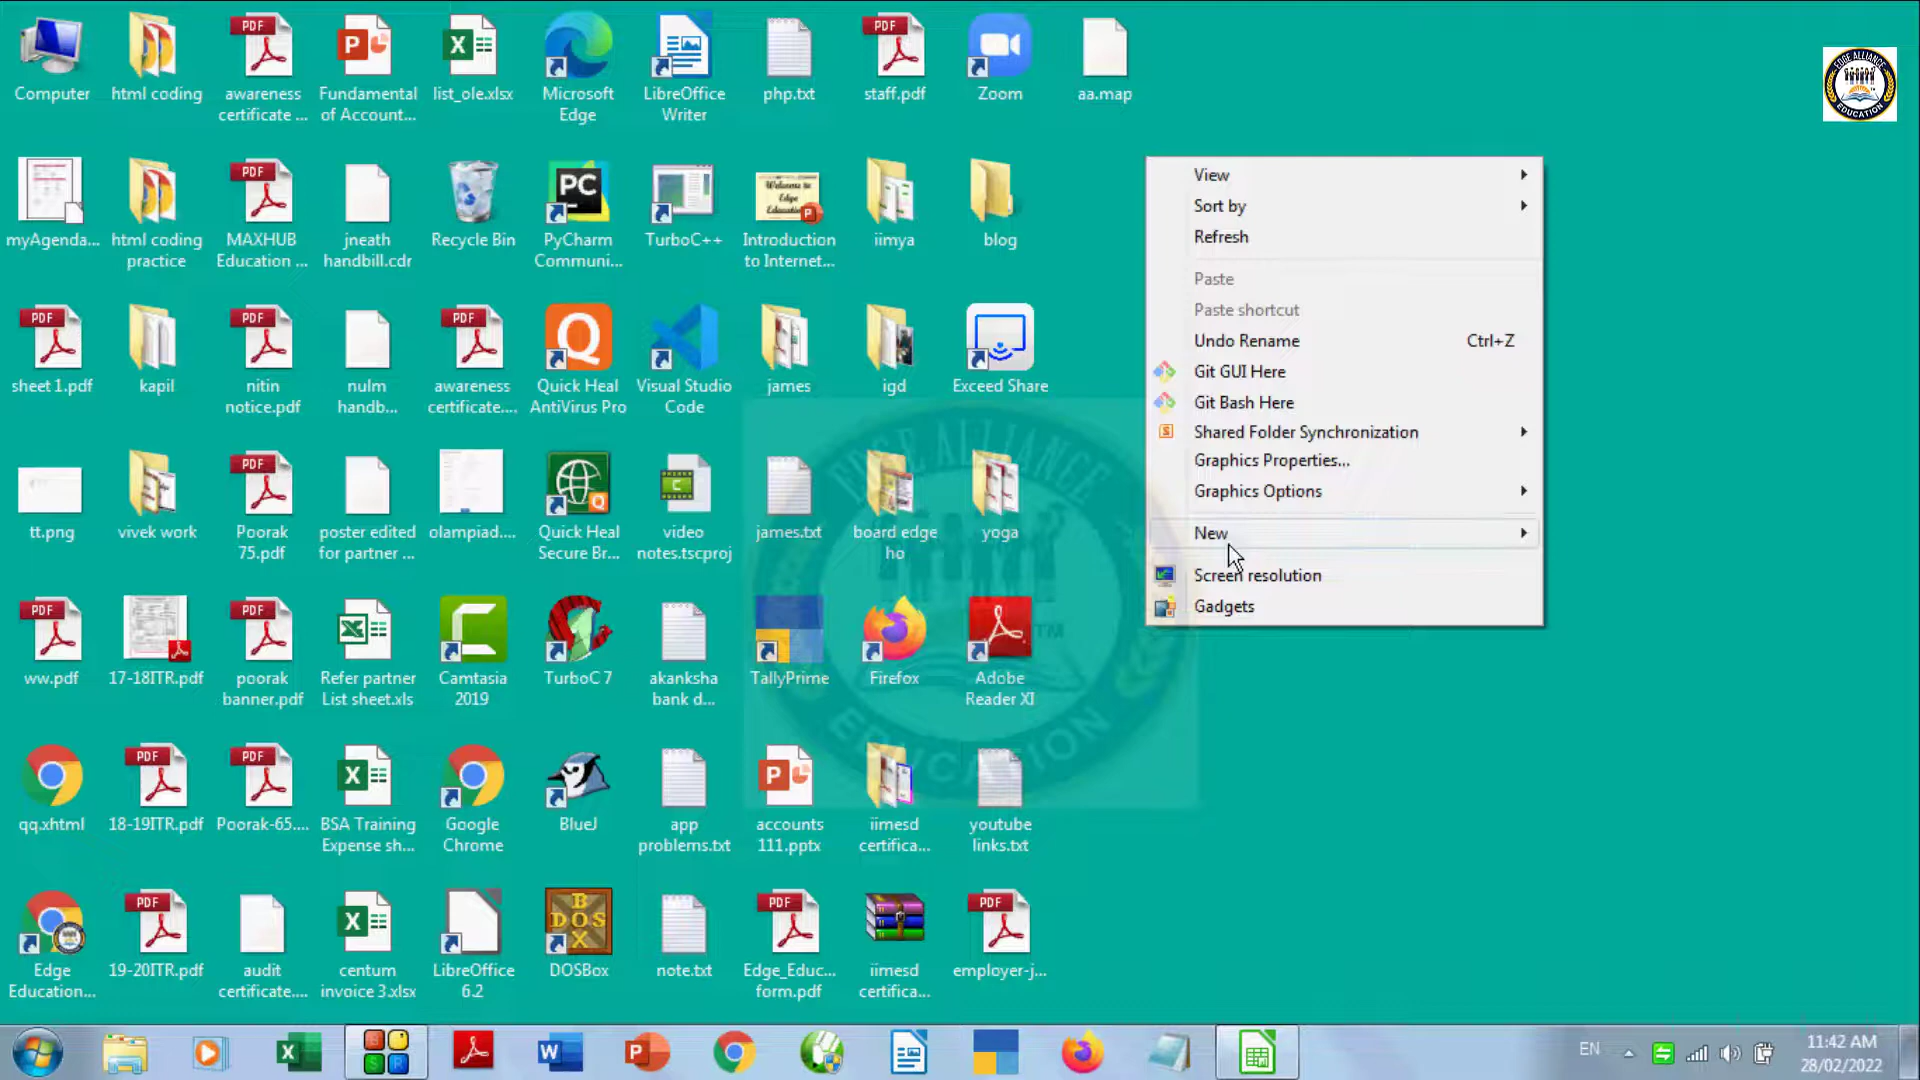 Computer
html coding
awareness
certificate ...
Fundamental
of Account...
list_ole.xlsx
Microsoft
Edge
LibreOffice
Writer
php.txt
staff.pdf
Zoom
aa.map
EDGE ALLIANCE
EDUCATION
myAgenda...
html coding
practice
MAXHUB
Education ...
jneath
handbill.cdr
Recycle Bin
PyCharm
Communi...
TurboC++
Introduction
to Internet...
iimya
blog
sheet 1.pdf
kapil
nitin
notice.pdf
nulm
handb...
awareness
certificate....
Quick Heal
AntiVirus Pro
Visual Studio
Code
james
igd
Exceed Share
tt.png
vivek work
Poorak
75.pdf
poster edited
for partner ...
olampiad....
Quick Heal
Secure Br...
video
notes.tscproj
james.txt
board edge
ho
yoga
ww.pdf
17-18ITR.pdf
poorak
banner.pdf
Refer partner
List sheet.xls
Camtasia
2019
TurboC 7
akanksha
bank d...
TallyPrime
Firefox
Adobe
Reader XI
qq.xhtml
18-19ITR.pdf
Poorak-65....
BSA Training
Expense sh...
Google
Chrome
BlueJ
app
problems.txt
accounts
111.pptx
iimesd
certifica...
youtube
links.txt
Edge
Education...
19-20ITR.pdf
audit
certificate....
centum
invoice 3.xlsx
LibreOffice
6.2
DOSBox
note.txt
Edge_Educ...
form.pdf
iimesd
certifica...
employer-j...
View
Sort by
Refresh
Paste
Paste shortcut
Undo Rename Ctrl+Z
Git GUI Here
Git Bash Here
Shared Folder Synchronization
Graphics Properties...
Graphics Options
New
Screen resolution
Gadgets
EDGE ALLIANCE
EDUCATION
TM
EN
11:42 AM
28/02/2022